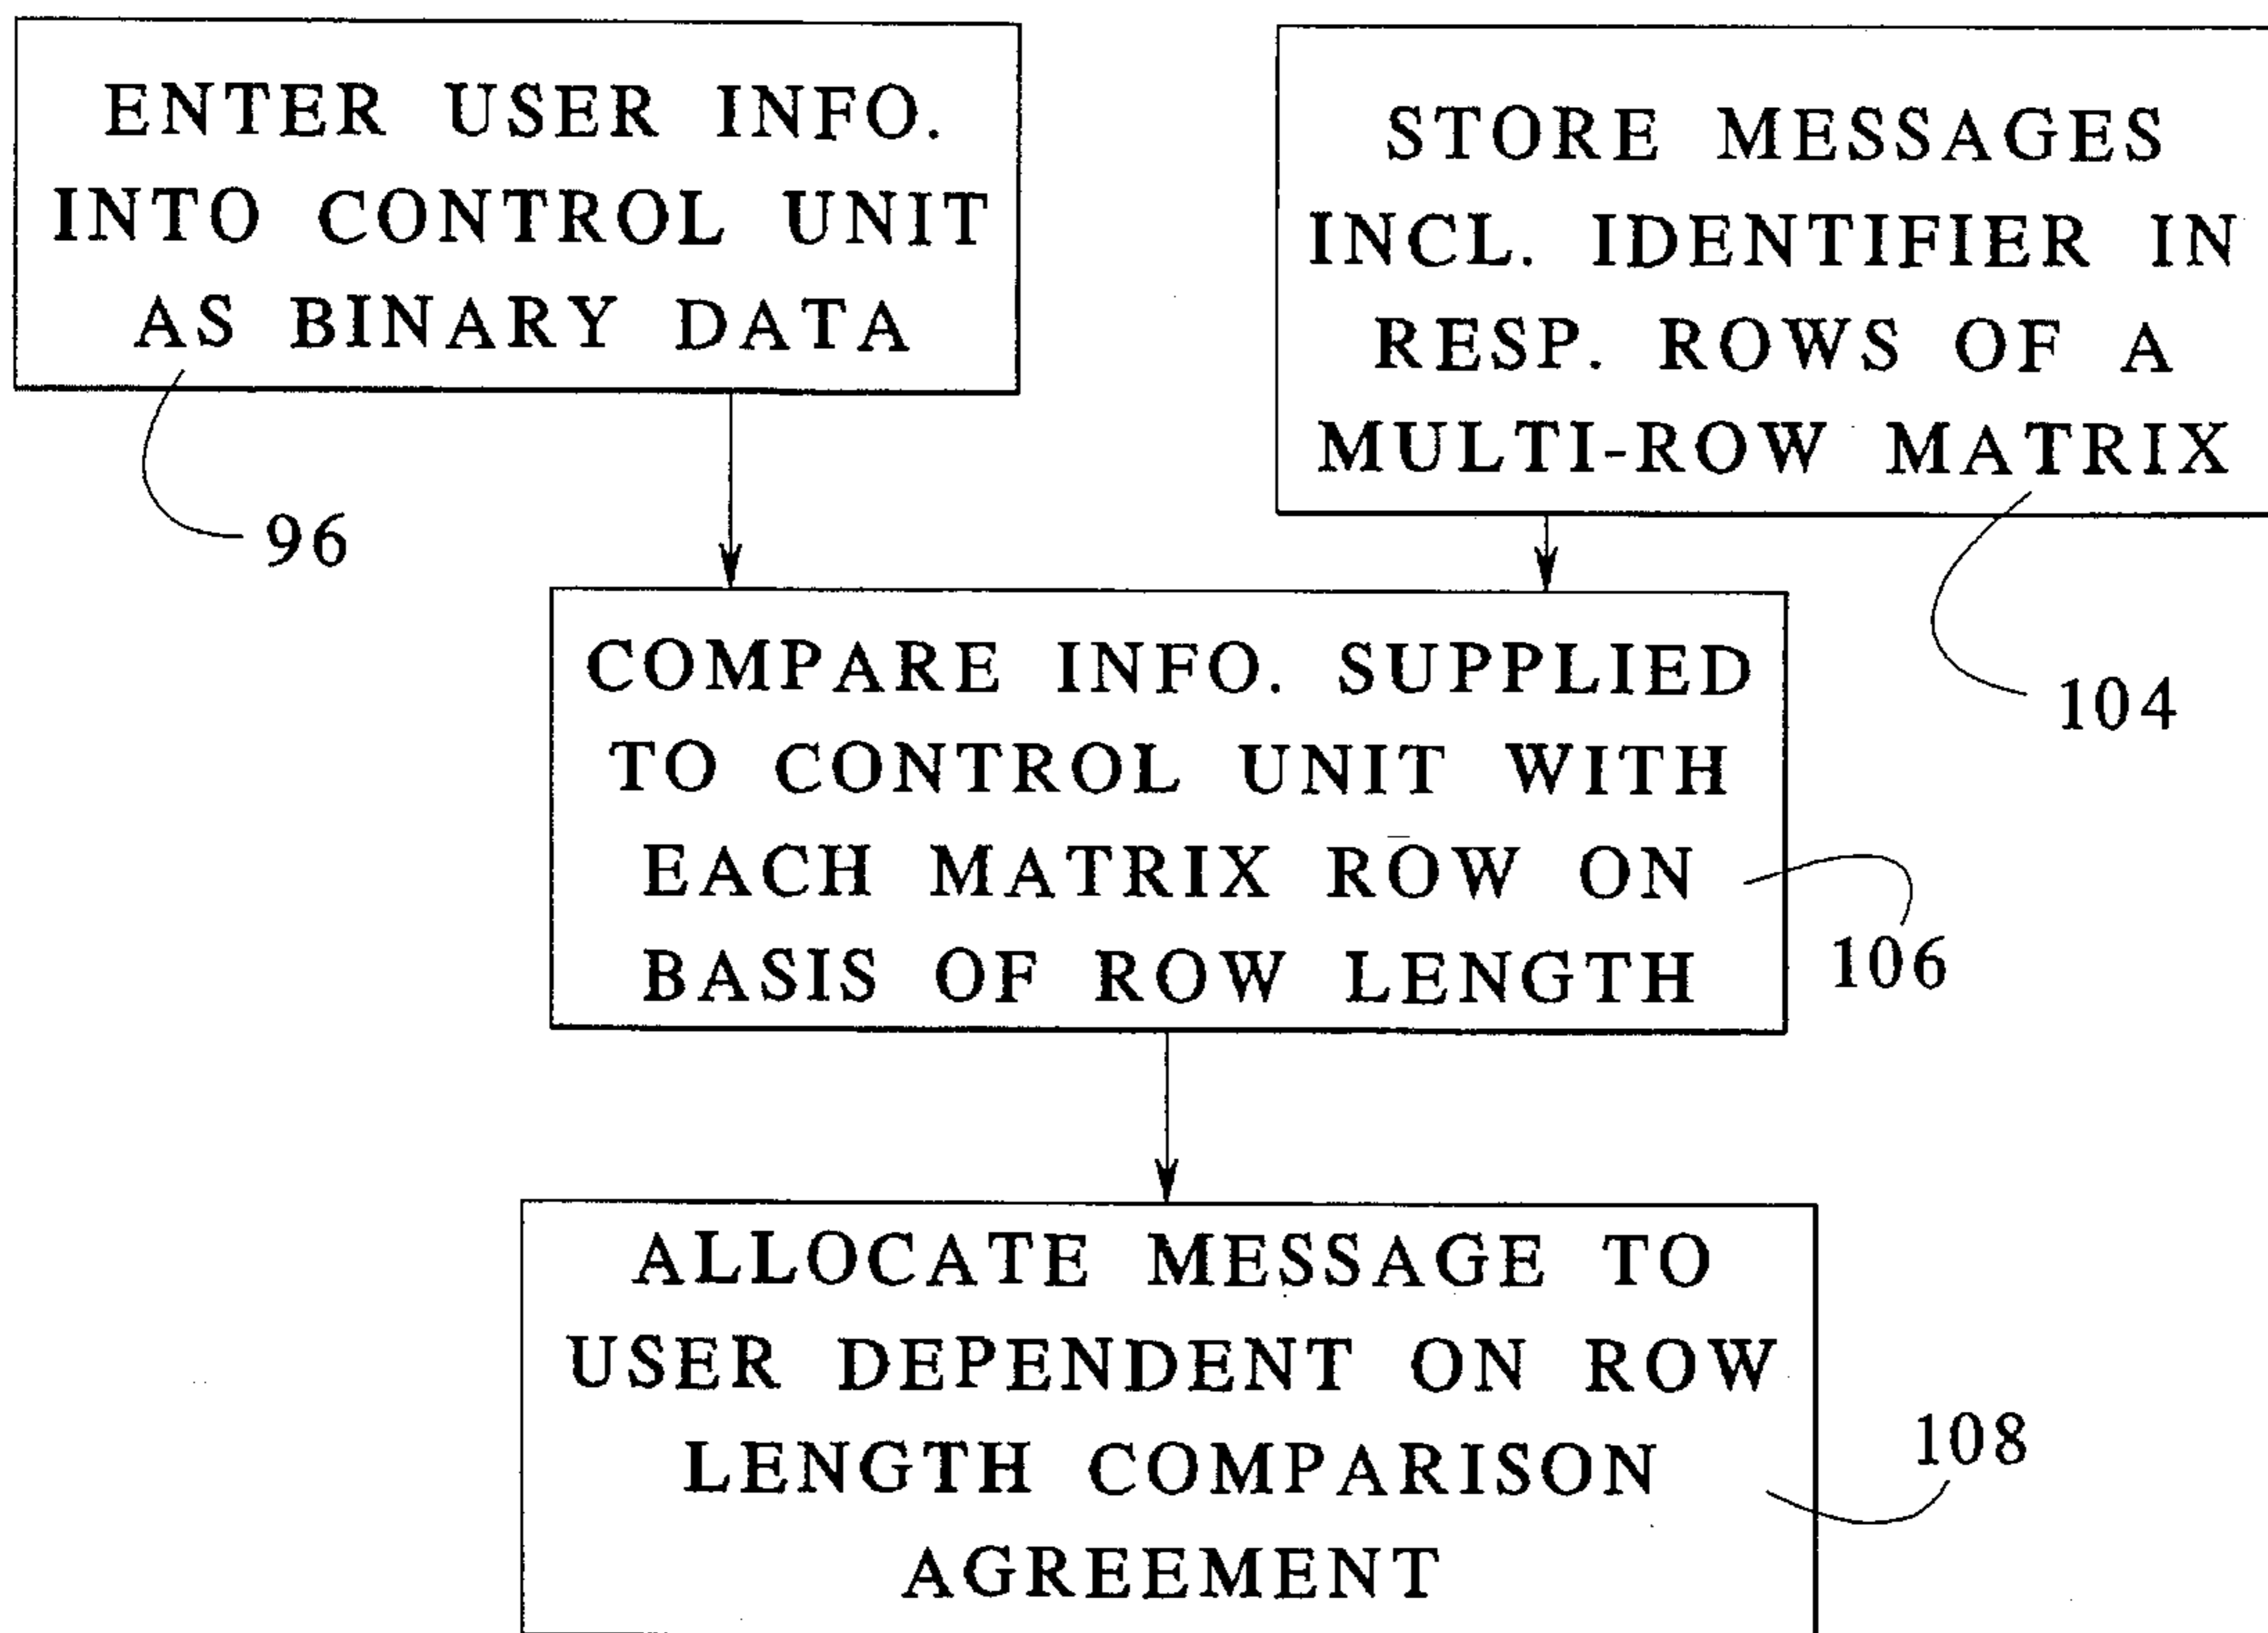 ENTER USER INFO.
INTO CONTROL UNIT
AS BINARY DATA
96
STORE MESSAGES
INCL. IDENTIFIER IN
RESP. ROWS OF A
MULTI-ROW MATRIX
104
COMPARE INFO. SUPPLIED
TO CONTROL UNIT WITH
EACH MATRIX ROW ON
BASIS OF ROW LENGTH
106
ALLOCATE MESSAGE TO
USER DEPENDENT ON ROW
LENGTH COMPARISON
AGREEMENT
108